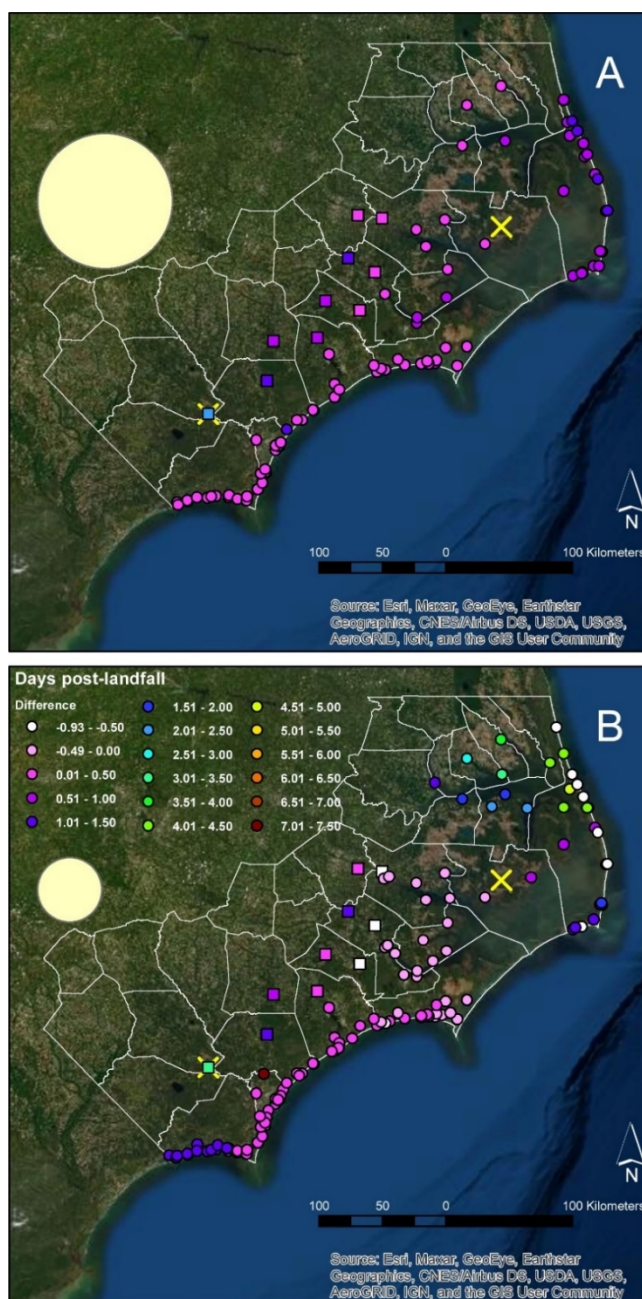 A
N
100 50 0 100 Kilometers
Source: Esri, Maxar, GeoEye, Earthstar
Geographics, CNES/Airbus DS, USDA, USGS,
AeroGRID, IGN, and the GIS User Community
Days post-landfall
B
Difference
-0.93 - -0.50
-0.49 - 0.00
0.01 - 0.50
0.51 - 1.00
1.01 - 1.50
1.51 - 2.00
2.01 - 2.50
2.51 - 3.00
3.01 - 3.50
3.51 - 4.00
4.01 - 4.50
4.51 - 5.00
5.01 - 5.50
5.51 - 6.00
6.01 - 6.50
6.51 - 7.00
7.01 - 7.50
N
100 50 0 100 Kilometers
Source: Esri, Maxar, GeoEye, Earthstar
Geographics, CNES/Airbus DS, USDA, USGS,
AeroGRID, IGN, and the GIS User Community